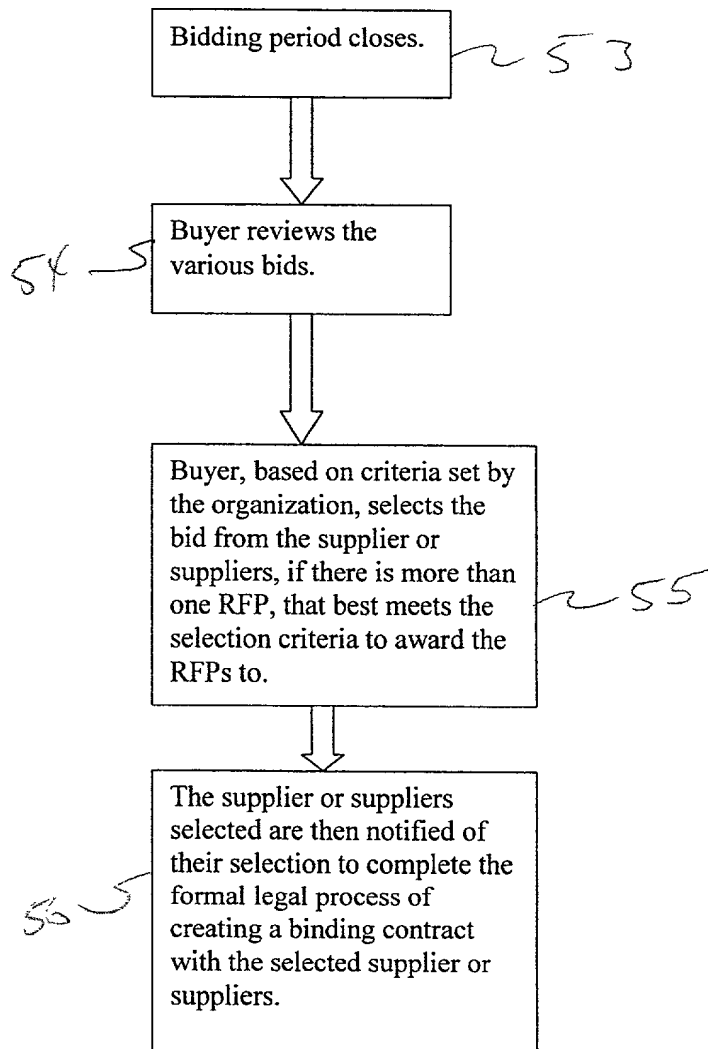 Bidding period closes.
53
Buyer reviews the
various bids.
54
Buyer, based on criteria set by
the organization, selects the
bid from the supplier or
suppliers, if there is more than
one RFP, that best meets the
selection criteria to award the
RFPs to.
55
The supplier or suppliers
selected are then notified of
their selection to complete the
formal legal process of
creating a binding contract
with the selected supplier or
suppliers.
56